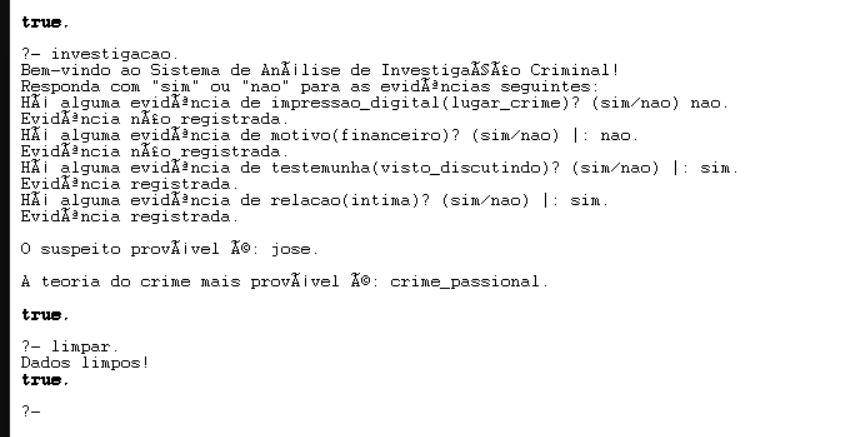 true.
?- investigacao.
Bem-vindo ao Sistema de AnÃ¡lise de InvestigaÃ§Ã£o Criminal!
Responda com "sim" ou "nao" para as evidÃªncias seguintes:
HÃ¡ alguma evidÃªncia de impressao_digital(lugar_crime)? (sim/nao) nao.
EvidÃªncia nÃ£o registrada.
HÃ¡ alguma evidÃªncia de motivo(financeiro)? (sim/nao) |: nao.
EvidÃªncia nÃ£o registrada.
HÃ¡ alguma evidÃªncia de testemunha(visto_discutindo)? (sim/nao) |: sim.
EvidÃªncia registrada.
HÃ¡ alguma evidÃªncia de relacao(intima)? (sim/nao) |: sim.
EvidÃªncia registrada.
O suspeito provÃ¡vel Ã©: jose.
A teoria do crime mais provÃ¡vel Ã©: crime_passional.
true.
?- limpar.
Dados limpos!
true.
?-